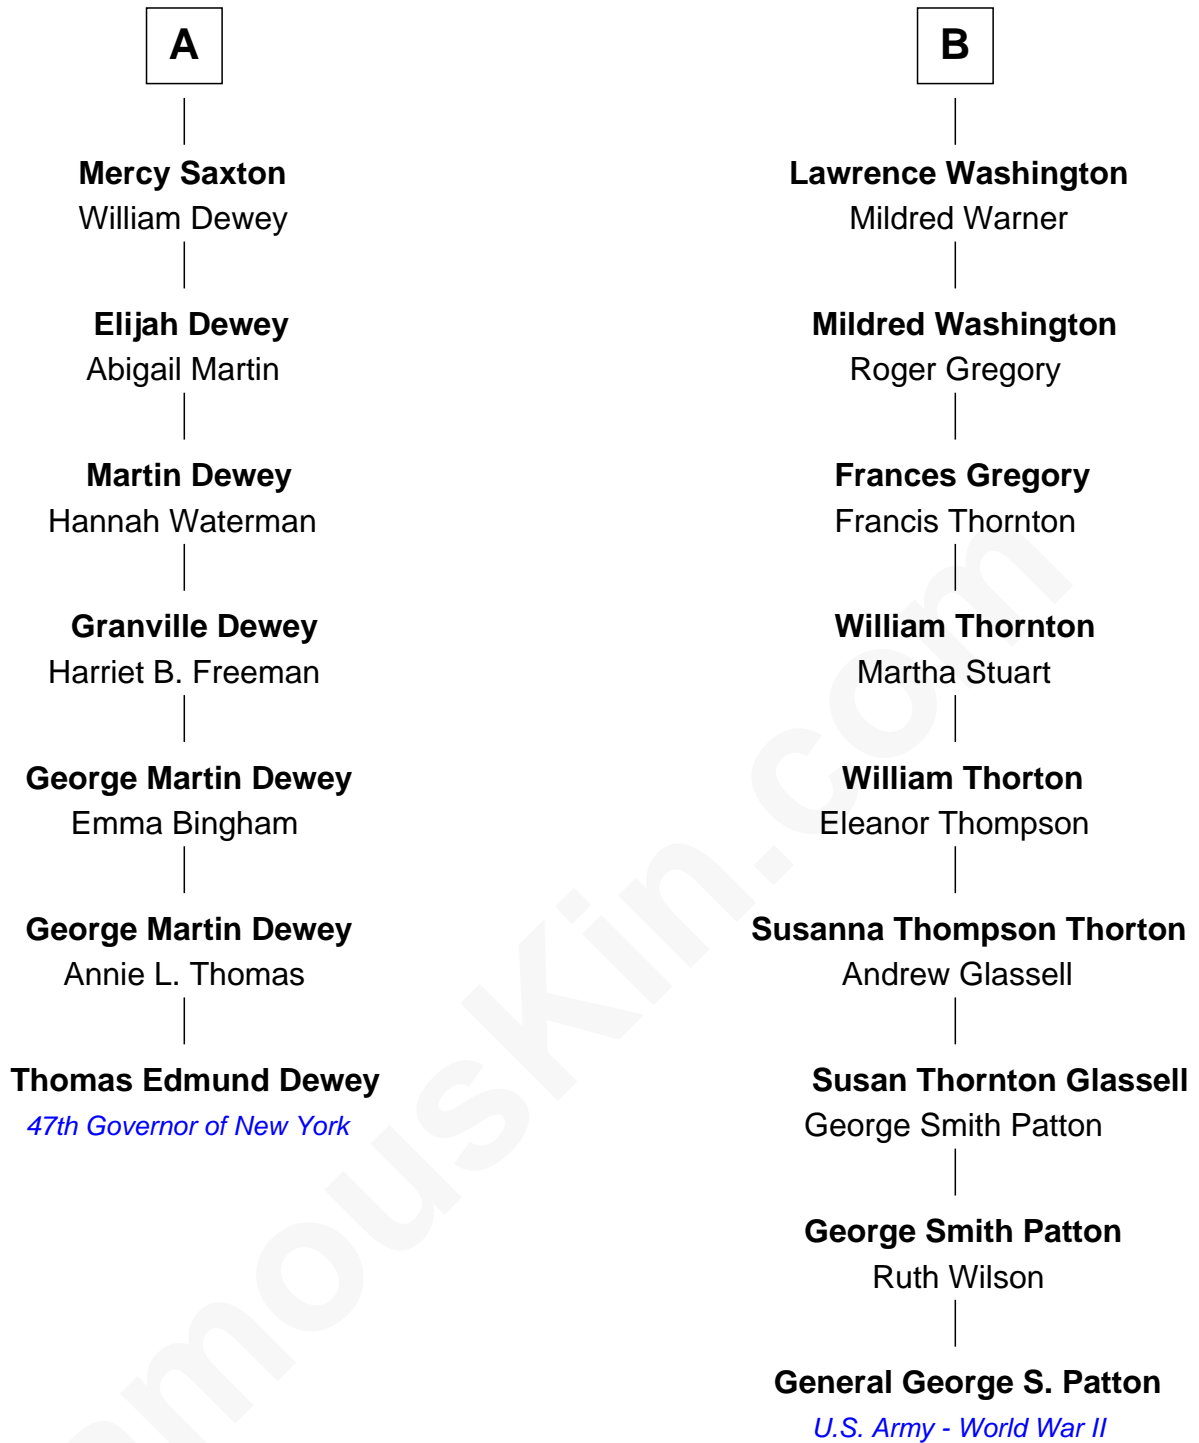 A
Mercy Saxton
William Dewey
Elijah Dewey
Abigail Martin
Martin Dewey
Hannah Waterman
Granville Dewey
Harriet B. Freeman
George Martin Dewey
Emma Bingham
George Martin Dewey
Annie L. Thomas
Thomas Edmund Dewey
47th Governor of New York
B
Lawrence Washington
Mildred Warner
Mildred Washington
Roger Gregory
Frances Gregory
Francis Thornton
William Thornton
Martha Stuart
William Thorton
Eleanor Thompson
Susanna Thompson Thorton
Andrew Glassell
Susan Thornton Glassell
George Smith Patton
George Smith Patton
Ruth Wilson
General George S. Patton
U.S. Army - World War II
amouskin.com